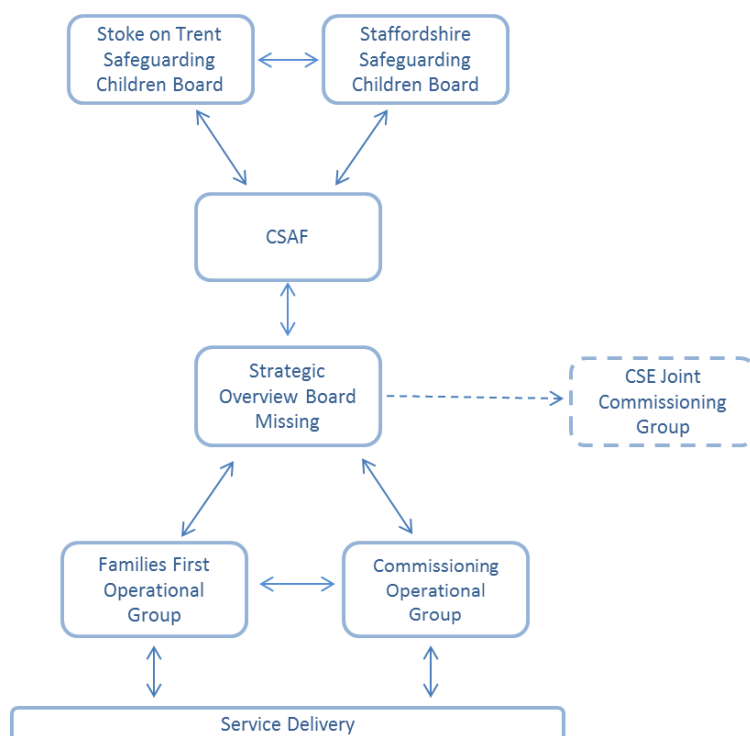 Stoke on Trent
Safeguarding
Children Board
Staffordshire
Safeguarding
Children Board
CSAF
Strategic
Overview Board
Missing
CSE Joint
Commissioning
Group
Families First
Operational
Group
Commissioning
Operational
Group
Service Delivery